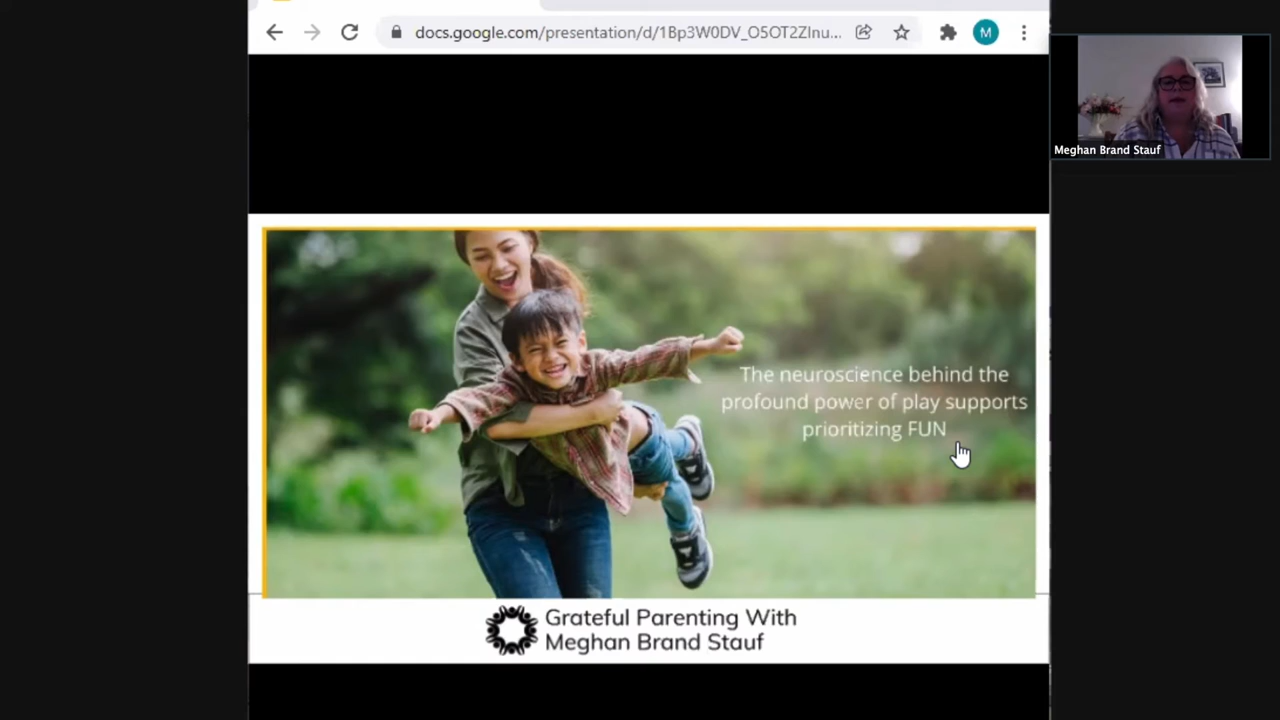 docs.google.com/presentation/d/1Bp3W0DV_O5OT2ZInu...
M
Meghan Brand Stauf
The neuroscience behind the
profound power of play supports
prioritizing FUN
Grateful Parenting With
Meghan Brand Stauf